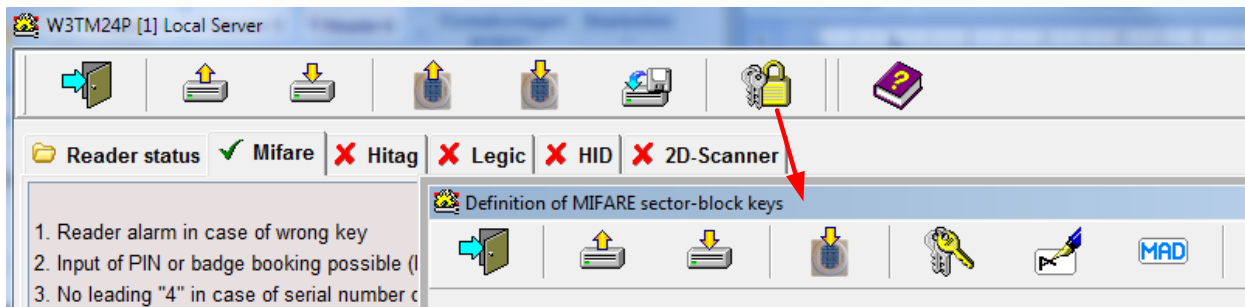 W3TM24P [1] Local Server
Reader status Mifare Hitag Legic HID 2D-Scanner
Definition of MIFARE sector-block keys
MAD
1. Reader alarm in case of wrong key
2. Input of PIN or badge booking possible (
3. No leading "4" in case of serial number